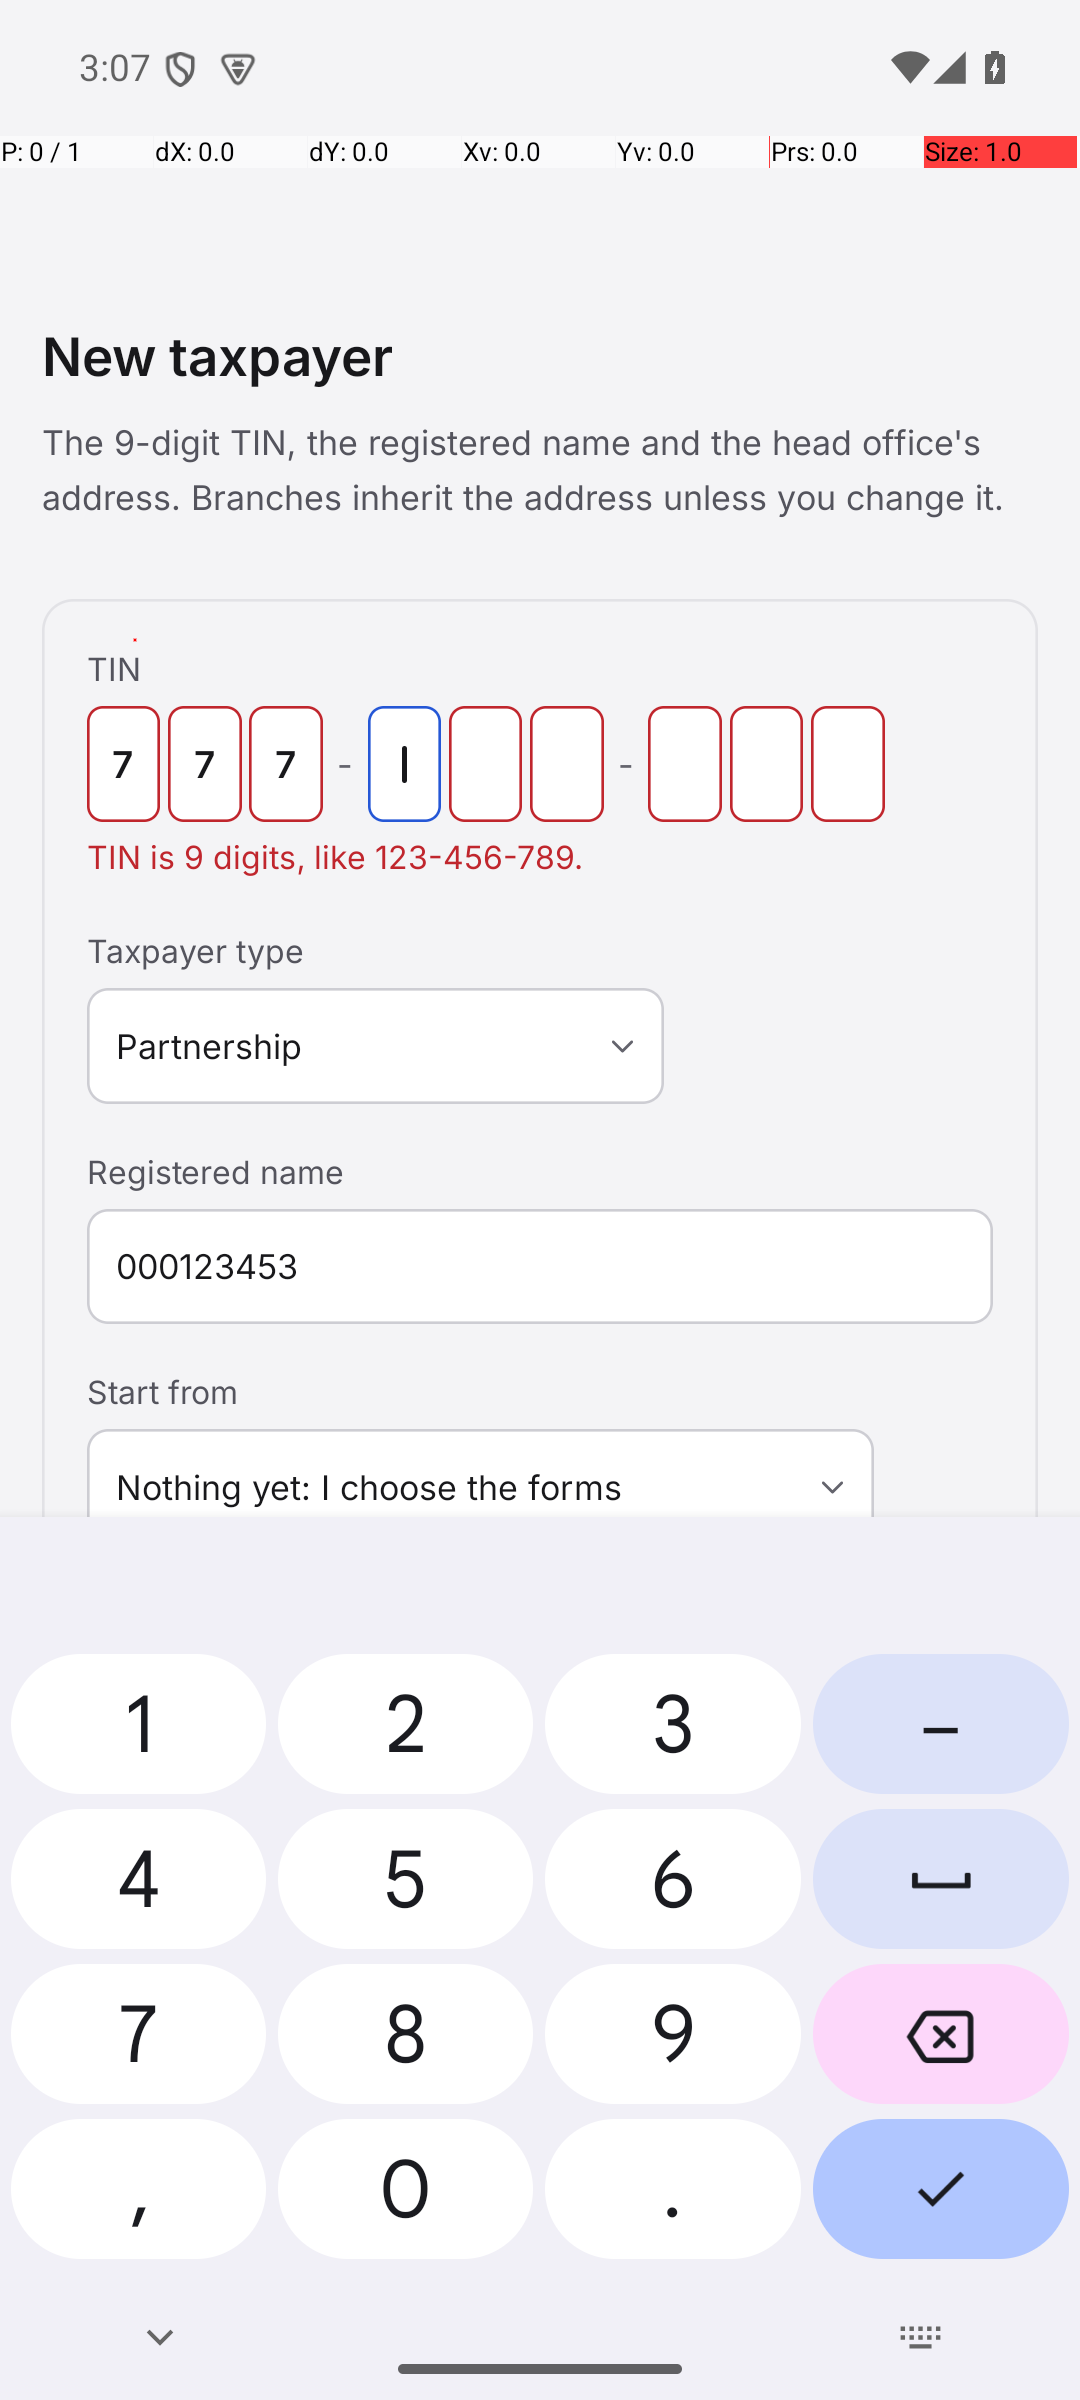 3:07
P: 0 / 1 dX: 0.0 dY: 0.0 Xv: 0.0 Yv: 0.0 Prs: 0.0 Size: 1.0
New taxpayer
The 9-digit TIN, the registered name and the head office's
address. Branches inherit the address unless you change it.
TIN
7 7 7 - -
TIN is 9 digits, like 123-456-789.
Taxpayer type
Partnership
Registered name
000123453
Start from
Nothing yet: I choose the forms
1 2 3 –
4 5 6
7 8 9
, 0 .